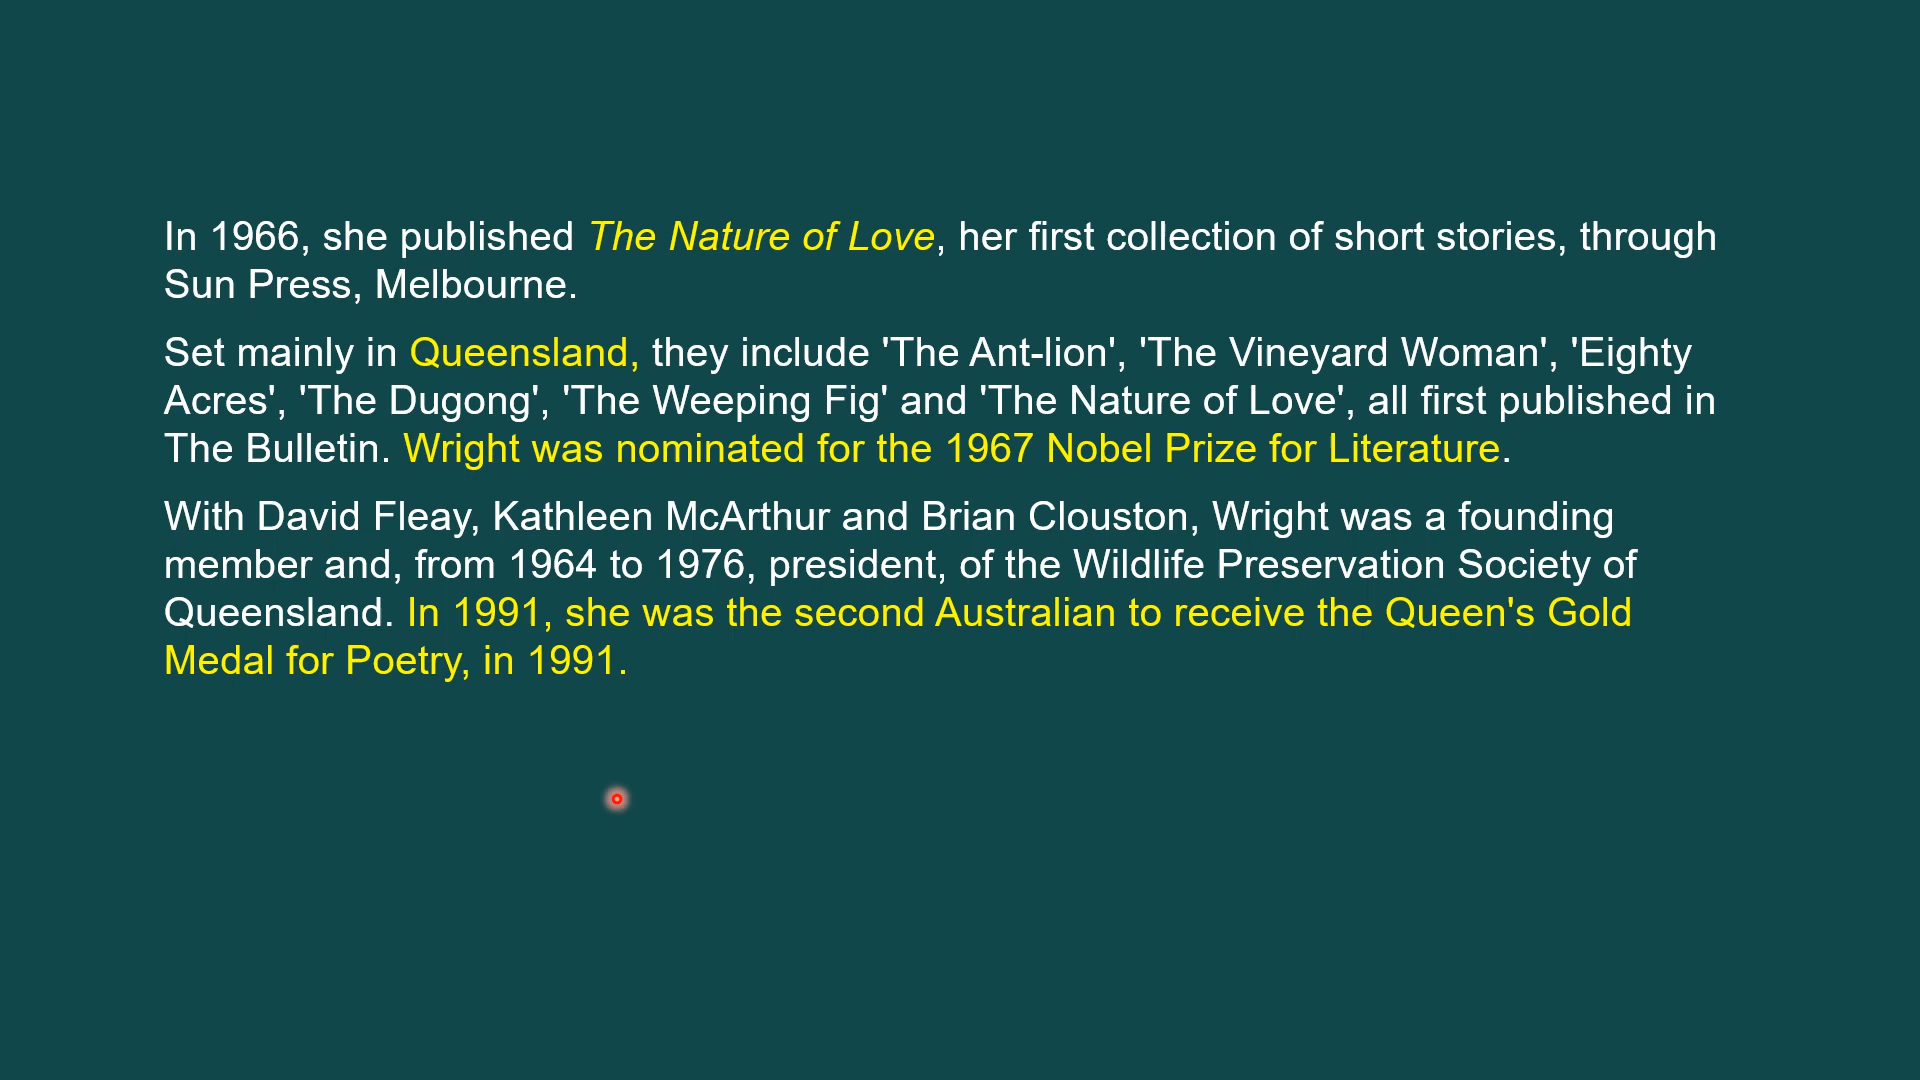 In 1966, she published The Nature of Love, her first collection of short stories, through
Sun Press, Melbourne.
Set mainly in Queensland, they include 'The Ant-lion', 'The Vineyard Woman', 'Eighty
Acres', 'The Dugong', 'The Weeping Fig' and 'The Nature of Love', all first published in
The Bulletin. Wright was nominated for the 1967 Nobel Prize for Literature.
With David Fleay, Kathleen McArthur and Brian Clouston, Wright was a founding
member and, from 1964 to 1976, president, of the Wildlife Preservation Society of
Queensland. In 1991, she was the second Australian to receive the Queen's Gold
Medal for Poetry, in 1991.